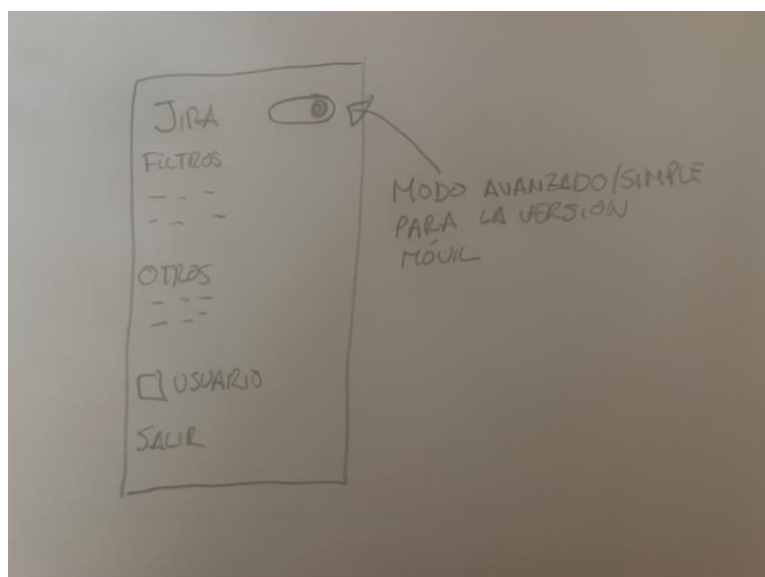 JIRA
FILTROS
OTROS
USUARIO
SALIR
MODO AVANZADO/SIMPLE
PARA LA VERSION
MÓVIL